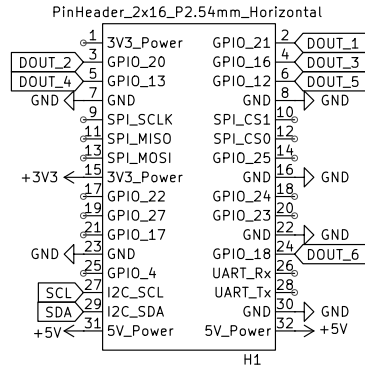 PinHeader_2x16_P2.54mm_Horizontal
1 3V3_Power GPIO_21 2 DOUT_1
DOUT_2 3 GPIO_20 GPIO_16 4 DOUT_3
DOUT_4 5 GPIO_13 GPIO_12 6 DOUT_5
GND 7 GND GND 8 GND
9 SPI_SCLK SPI_CS1 10
11 SPI_MISO SPI_CS0 12
13 SPI_MOSI GPIO_25 14
+3V3 15 3V3_Power GND 16 GND
17 GPIO_22 GPIO_24 18
19 GPIO_27 GPIO_23 20
21 GPIO_17 GND 22 GND
GND 23 GND GPIO_18 24 DOUT_6
25 GPIO_4 UART_Rx 26
SCL 27 I2C_SCL UART_Tx 28
SDA 29 I2C_SDA GND 30 GND
+5V 31 5V_Power 5V_Power 32 +5V
H1